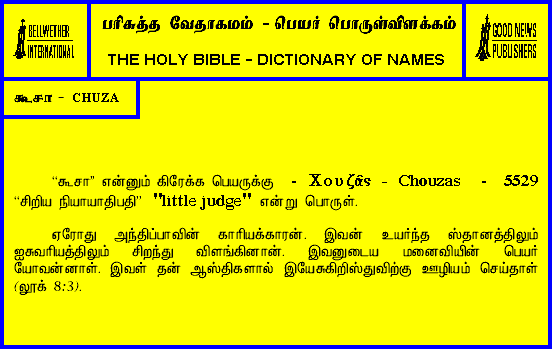 BELLWETHER
INTERNATIONAL
பரிசுத்த வேதாகமம் - பெயர் பொருள்விளக்கம்
THE HOLY BIBLE - DICTIONARY OF NAMES
GOOD NEWS
PUBLISHERS
கூசா - CHUZA
“கூசா” என்னும் கிரேக்க பெயருக்கு - Χουζᾶς - Chouzas - 5529
“சிறிய நியாயாதிபதி” "little judge" என்று பொருள்.
ஏரோது அந்திப்பாவின் காரியக்காரன். இவன் உயர்ந்த ஸ்தானத்திலும்
ஐசுவரியத்திலும் சிறந்து விளங்கினான். இவனுடைய மனைவியின் பெயர்
யோவன்னாள். இவள் தன் ஆஸ்திகளால் இயேசுகிறிஸ்துவிற்கு ஊழியம் செய்தாள்
(லூக் 8:3).